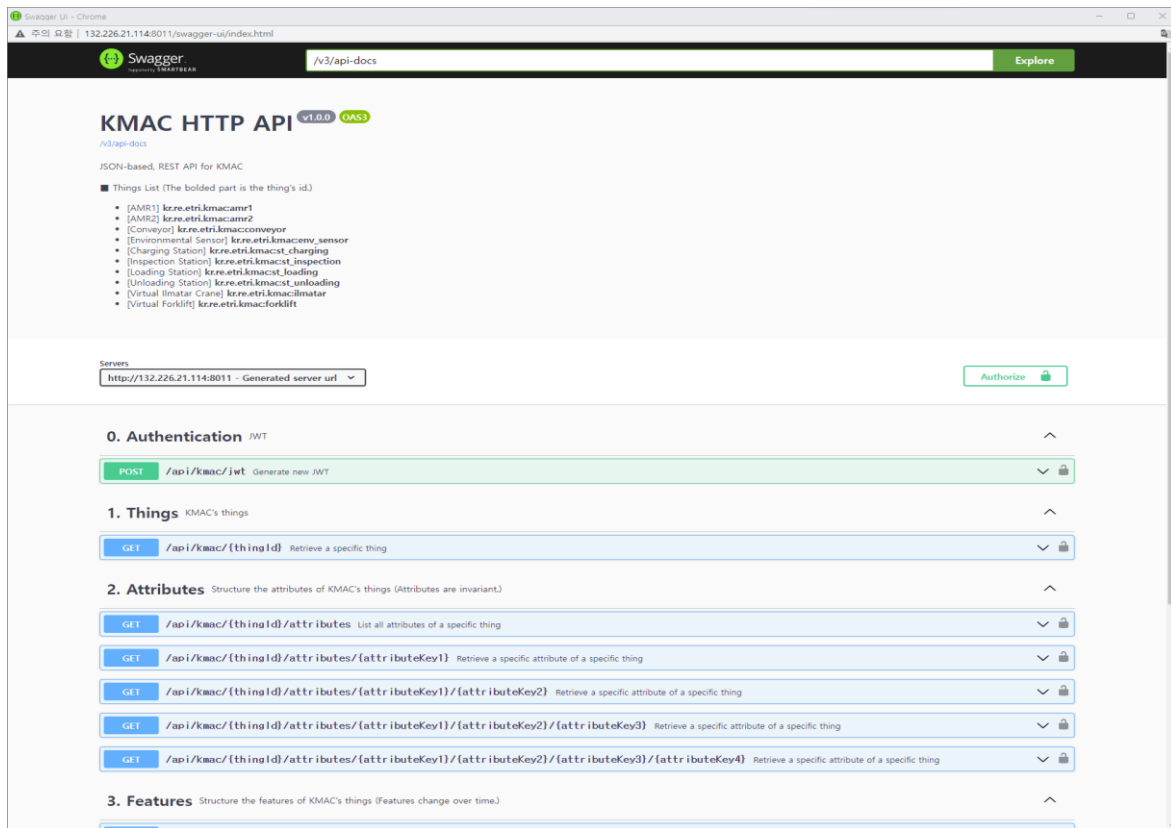 Swagger UI - Chrome
주의 요함 | 132.226.21.114:8011/swagger-ui/index.html
Swagger.
Supported by SMARTBEAR
/v3/api-docs
Explore
KMAC HTTP API v1.0.0 OAS3
/v3/api-docs
JSON-based, REST API for KMAC
■ Things List (The bolded part is the thing's id.)
• [AMR1] kr.re.etri.kmac:amr1
• [AMR2] kr.re.etri.kmac:amr2
• [Conveyor] kr.re.etri.kmac:conveyor
• [Environmental Sensor] kr.re.etri.kmac:env_sensor
• [Charging Station] kr.re.etri.kmac:st_charging
• [Inspection Station] kr.re.etri.kmac:st_inspection
• [Loading Station] kr.re.etri.kmac:st_loading
• [Unloading Station] kr.re.etri.kmac:st_unloading
• [Virtual Ilmatar Crane] kr.re.etri.kmac:ilmatar
• [Virtual Forklift] kr.re.etri.kmac:forklift
Servers
http://132.226.21.114:8011 - Generated server url
Authorize
0. Authentication JWT
POST /api/kmac/jwt Generate new JWT
1. Things KMAC's things
GET /api/kmac/{thingId} Retrieve a specific thing
2. Attributes Structure the attributes of KMAC's things (Attributes are invariant.)
GET /api/kmac/{thingId}/attributes List all attributes of a specific thing
GET /api/kmac/{thingId}/attributes/{attributeKey1} Retrieve a specific attribute of a specific thing
GET /api/kmac/{thingId}/attributes/{attributeKey1}/{attributeKey2} Retrieve a specific attribute of a specific thing
GET /api/kmac/{thingId}/attributes/{attributeKey1}/{attributeKey2}/{attributeKey3} Retrieve a specific attribute of a specific thing
GET /api/kmac/{thingId}/attributes/{attributeKey1}/{attributeKey2}/{attributeKey3}/{attributeKey4} Retrieve a specific attribute of a specific thing
3. Features Structure the features of KMAC's things (Features change over time.)